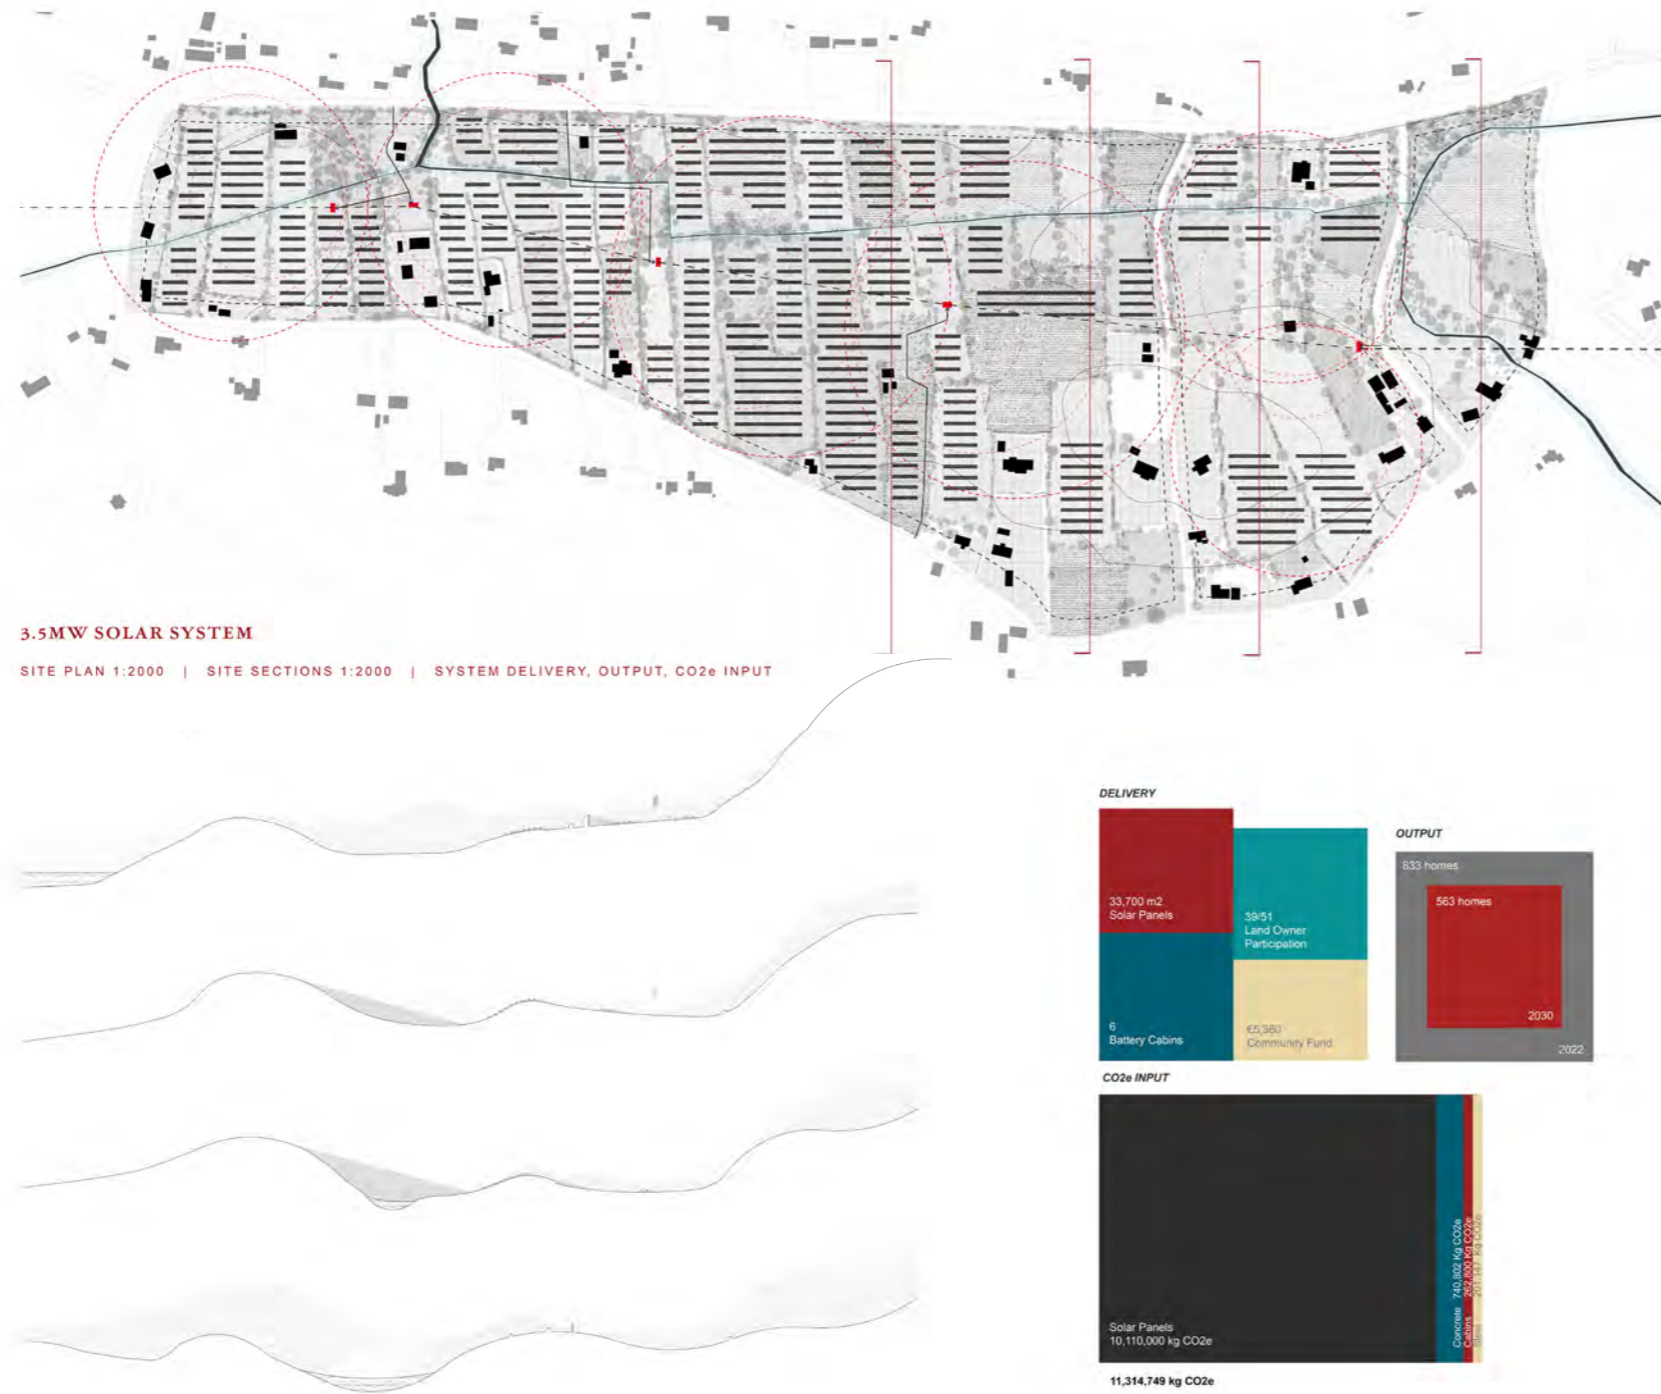 3.5MW SOLAR SYSTEM
SITE PLAN 1:2000 | SITE SECTIONS 1:2000 | SYSTEM DELIVERY, OUTPUT, CO2e INPUT
DELIVERY
33,700 m2
Solar Panels
39/51
Land Owner
Participation
6
Battery Cabins
€5,360
Community Fund
OUTPUT
833 homes
563 homes
2030
2022
CO2e INPUT
Solar Panels
10,110,000 kg CO2e
Concrete 740,802 Kg CO2e
Cabins 262,800 Kg CO2e
Kg CO2e
11,314,749 kg CO2e